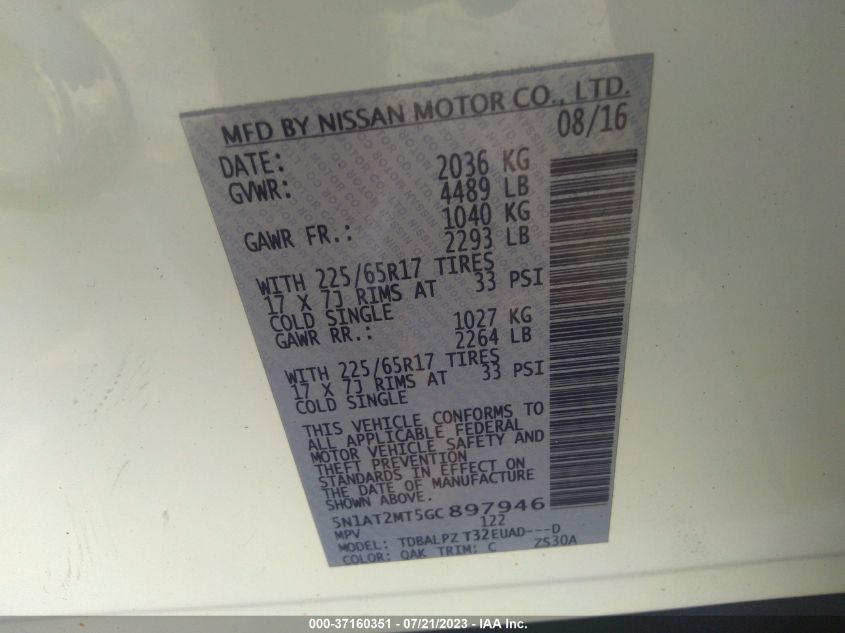 MFD BY NISSAN MOTOR CO., LTD.
DATE: 08/16
GVWR: 2036 KG
4489 LB
GAWR FR.: 1040 KG
2293 LB
WITH 225/65R17 TIRES
17 X 7J RIMS AT 33 PSI
COLD SINGLE
GAWR RR.: 1027 KG
2264 LB
WITH 225/65R17 TIRES
17 X 7J RIMS AT 33 PSI
COLD SINGLE
THIS VEHICLE CONFORMS TO
ALL APPLICABLE FEDERAL
MOTOR VEHICLE SAFETY AND
THEFT PREVENTION
STANDARDS IN EFFECT ON
THE DATE OF MANUFACTURE
SHOWN ABOVE.
5N1AT2MT5GC897946
MPV 122
MODEL: TDBALPZ T32EUAD---D
COLOR: QAK TRIM: C ZS30A
000-37160351 - 07/21/2023 - IAA Inc.